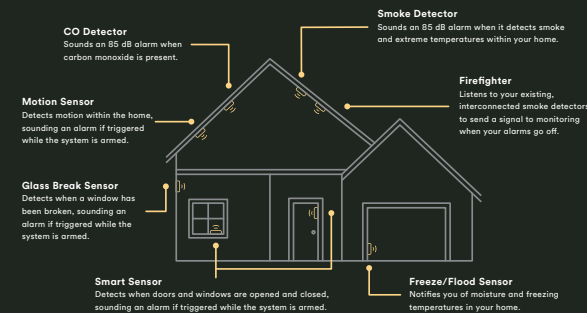 Smoke Detector
Sounds an 85 dB alarm when it detects smoke
and extreme temperatures within your home.
CO Detector
Sounds an 85 dB alarm when
carbon monoxide is present.
Firefighter
Listens to your existing,
interconnected smoke detectors
to send a signal to monitoring
when your alarms go off.
Motion Sensor
Detects motion within the home,
sounding an alarm if triggered
while the system is armed.
Glass Break Sensor
Detects when a window has
been broken, sounding an
alarm if triggered while the
system is armed.
Smart Sensor
Detects when doors and windows are opened and closed,
sounding an alarm if triggered while the system is armed.
Freeze/Flood Sensor
Notifies you of moisture and freezing
temperatures in your home.